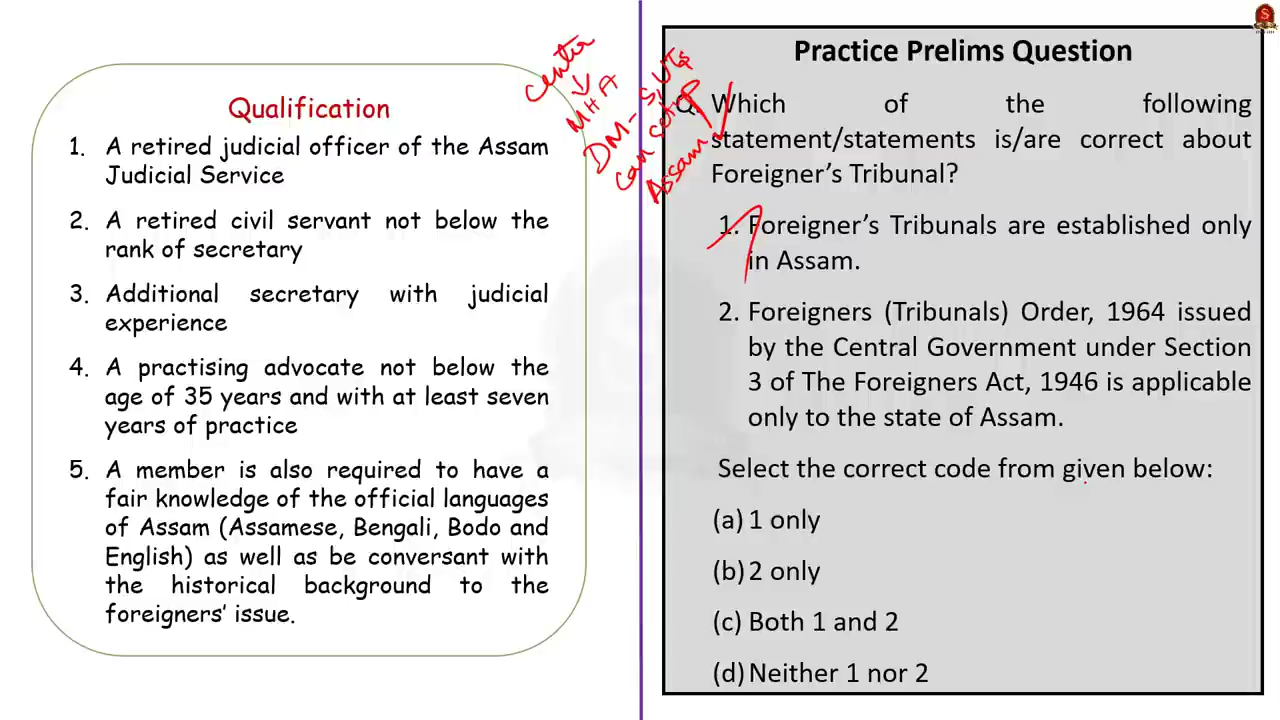 Qualification
1. A retired judicial officer of the Assam
Judicial Service
2. A retired civil servant not below the
rank of secretary
3. Additional secretary with judicial
experience
4. A practising advocate not below the
age of 35 years and with at least seven
years of practice
5. A member is also required to have a
fair knowledge of the official languages
of Assam (Assamese, Bengali, Bodo and
English) as well as be conversant with
the historical background to the
foreigners' issue.
MHA
DM - S, UTs
can setup
Assam
Practice Prelims Question
Q. Which of the following
statement/statements is/are correct about
Foreigner's Tribunal?
1. Foreigner's Tribunals are established only
in Assam.
2. Foreigners (Tribunals) Order, 1964 issued
by the Central Government under Section
3 of The Foreigners Act, 1946 is applicable
only to the state of Assam.
Select the correct code from given below:
(a) 1 only
(b) 2 only
(c) Both 1 and 2
(d) Neither 1 nor 2